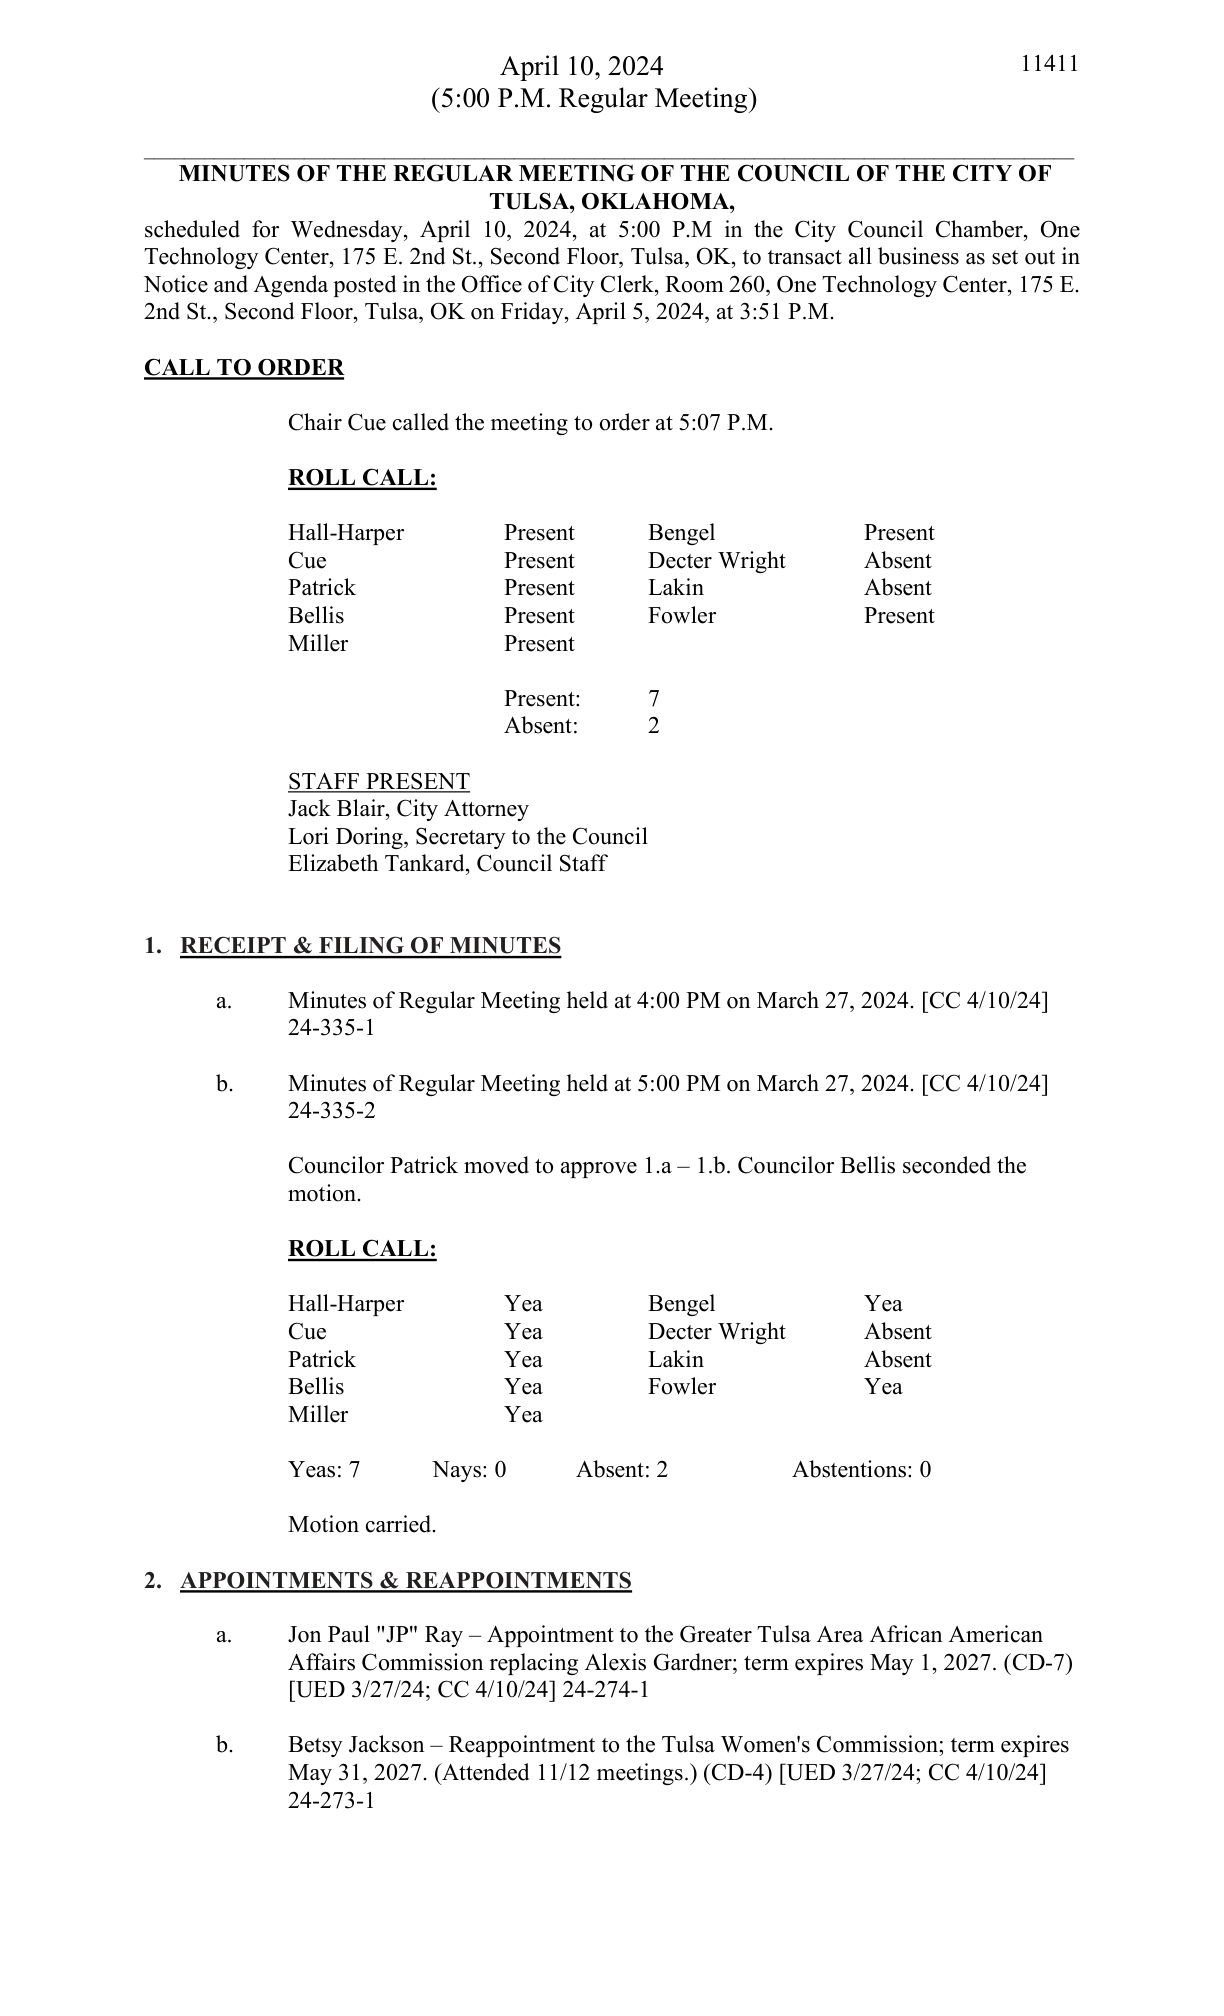 April 10, 2024 11411
(5:00 P.M. Regular Meeting)
MINUTES OF THE REGULAR MEETING OF THE COUNCIL OF THE CITY OF
TULSA, OKLAHOMA,
scheduled for Wednesday, April 10, 2024, at 5:00 P.M in the City Council Chamber, One
Technology Center, 175 E. 2nd St., Second Floor, Tulsa, OK, to transact all business as set out in
Notice and Agenda posted in the Office of City Clerk, Room 260, One Technology Center, 175 E.
2nd St., Second Floor, Tulsa, OK on Friday, April 5, 2024, at 3:51 P.M.
CALL TO ORDER
Chair Cue called the meeting to order at 5:07 P.M.
ROLL CALL:
Hall-Harper Present Bengel Present
Cue Present Decter Wright Absent
Patrick Present Lakin Absent
Bellis Present Fowler Present
Miller Present
Present: 7
Absent: 2
STAFF PRESENT
Jack Blair, City Attorney
Lori Doring, Secretary to the Council
Elizabeth Tankard, Council Staff
1. RECEIPT & FILING OF MINUTES
a. Minutes of Regular Meeting held at 4:00 PM on March 27, 2024. [CC 4/10/24]
24-335-1
b. Minutes of Regular Meeting held at 5:00 PM on March 27, 2024. [CC 4/10/24]
24-335-2
Councilor Patrick moved to approve 1.a – 1.b. Councilor Bellis seconded the
motion.
ROLL CALL:
Hall-Harper Yea Bengel Yea
Cue Yea Decter Wright Absent
Patrick Yea Lakin Absent
Bellis Yea Fowler Yea
Miller Yea
Yeas: 7 Nays: 0 Absent: 2 Abstentions: 0
Motion carried.
2. APPOINTMENTS & REAPPOINTMENTS
a. Jon Paul "JP" Ray – Appointment to the Greater Tulsa Area African American
Affairs Commission replacing Alexis Gardner; term expires May 1, 2027. (CD-7)
[UED 3/27/24; CC 4/10/24] 24-274-1
b. Betsy Jackson – Reappointment to the Tulsa Women's Commission; term expires
May 31, 2027. (Attended 11/12 meetings.) (CD-4) [UED 3/27/24; CC 4/10/24]
24-273-1